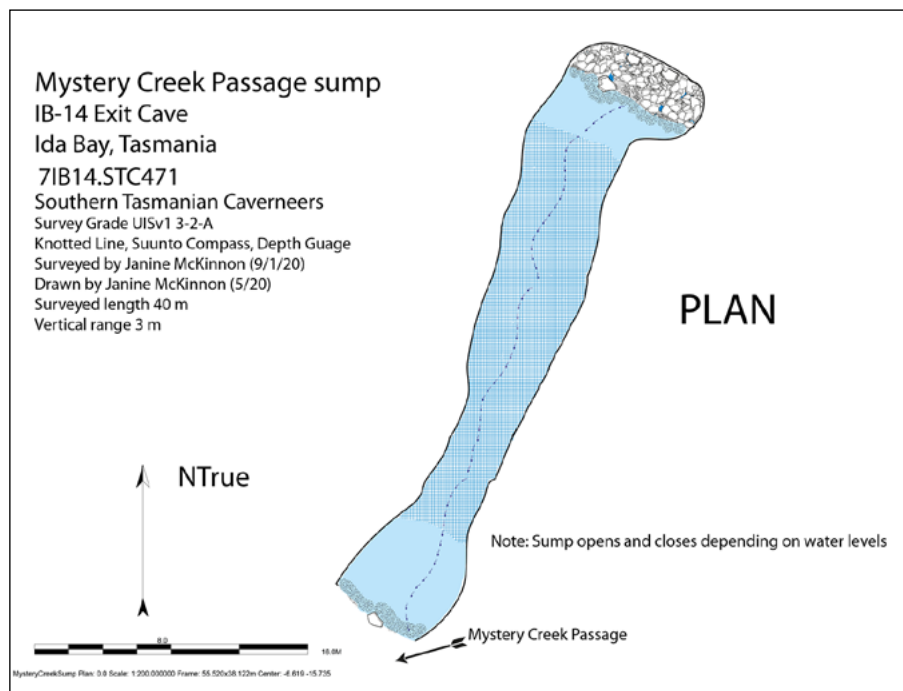 Mystery Creek Passage sump
IB-14 Exit Cave
Ida Bay, Tasmania
7IB14.STC471
Southern Tasmanian Caverneers
Survey Grade UISv1 3-2-A
Knotted Line, Suunto Compass, Depth Guage
Surveyed by Janine McKinnon (9/1/20)
Drawn by Janine McKinnon (5/20)
Surveyed length 40 m
Vertical range 3 m
PLAN
NTrue
Note: Sump opens and closes depending on water levels
Mystery Creek Passage
8.0
16.0M
MysteryCreekSump Plan: 0.0 Scale: 1:200.000000 Frame: 55.520x38.122m Center: -6.619 -15.735